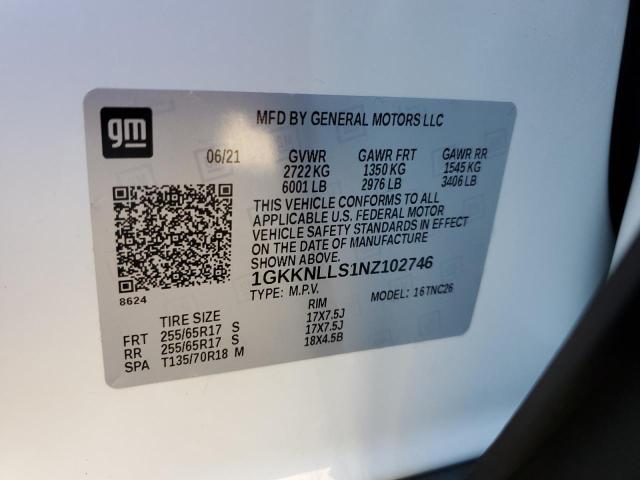 gm
MFD BY GENERAL MOTORS LLC
06/21 GVWR GAWR FRT GAWR RR
2722 KG 1350 KG 1545 KG
6001 LB 2976 LB 3406 LB
THIS VEHICLE CONFORMS TO ALL
APPLICABLE U.S. FEDERAL MOTOR
VEHICLE SAFETY STANDARDS IN EFFECT
ON THE DATE OF MANUFACTURE
SHOWN ABOVE.
8624
1GKKNLLS1NZ102746
TYPE: M.P.V. MODEL: 16TNC26
TIRE SIZE RIM
FRT 255/65R17 S 17X7.5J
RR 255/65R17 S 17X7.5J
SPA T135/70R18 M 18X4.5B